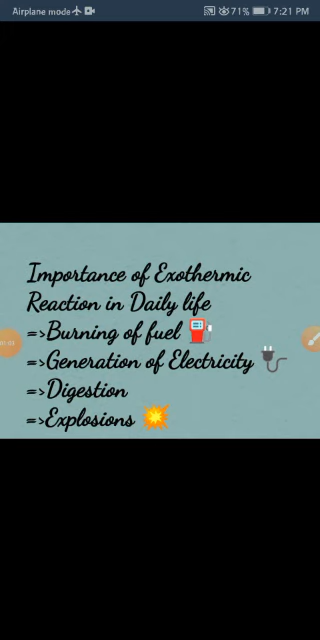 Airplane mode 71% 7:21 PM
Importance of Exothermic
Reaction in Daily life
=>Burning of fuel
=>Generation of Electricity
=>Digestion
=>Explosions